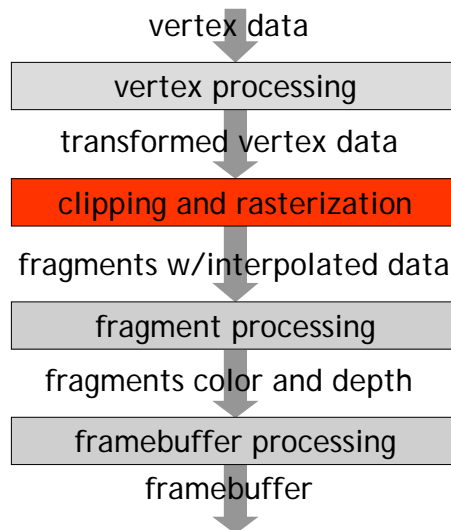 vertex data
vertex processing
transformed vertex data
clipping and rasterization
fragments w/interpolated data
fragment processing
fragments color and depth
framebuffer processing
framebuffer